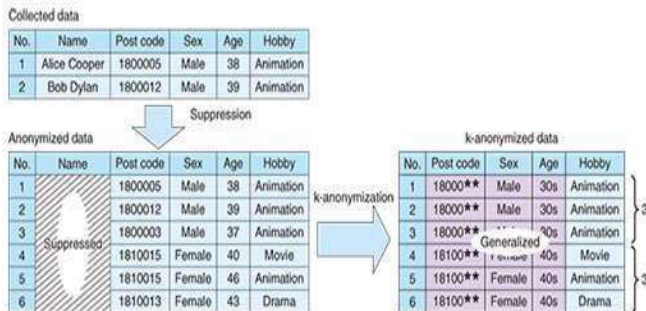 Collected data
No. Name Post code Sex Age Hobby
1 Alice Cooper 1800005 Male 38 Animation
2 Bob Dylan 1800012 Male 39 Animation
Suppression
Anonymized data
No. Name Post code Sex Age Hobby
1 1800005 Male 38 Animation
2 1800012 Male 39 Animation
3 1800003 Male 37 Animation
4 1810015 Female 40 Movie
5 1810015 Female 46 Animation
6 1810013 Female 43 Drama
Suppressed
k-anonymization
k-anonymized data
No. Post code Sex Age Hobby
1 18000★★ Male 30s Animation
2 18000★★ Male 30s Animation
3 18000★★ Male 30s Animation
4 18100★★ Female 40s Movie
5 18100★★ Female 40s Animation
6 18100★★ Female 40s Drama
Generalized
3
3